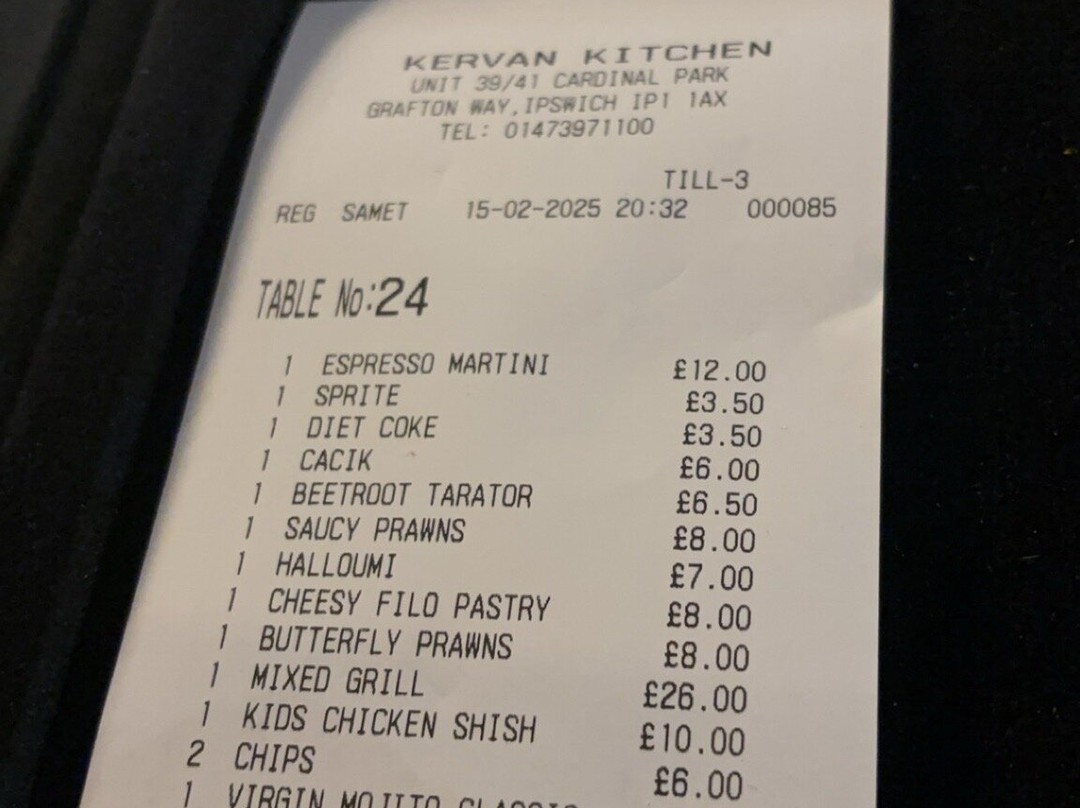 KERVAN KITCHEN
UNIT 39/41 CARDINAL PARK
GRAFTON WAY,IPSWICH IP1 1AX
TEL: 01473971100
TILL-3
REG SAMET 15-02-2025 20:32 000085
TABLE No:24
1 ESPRESSO MARTINI £12.00
1 SPRITE £3.50
1 DIET COKE £3.50
1 CACIK £6.00
1 BEETROOT TARATOR £6.50
1 SAUCY PRAWNS £8.00
1 HALLOUMI £7.00
1 CHEESY FILO PASTRY £8.00
1 BUTTERFLY PRAWNS £8.00
1 MIXED GRILL £26.00
1 KIDS CHICKEN SHISH £10.00
2 CHIPS £6.00
1 VIRGIN MOJITO CLASSIC